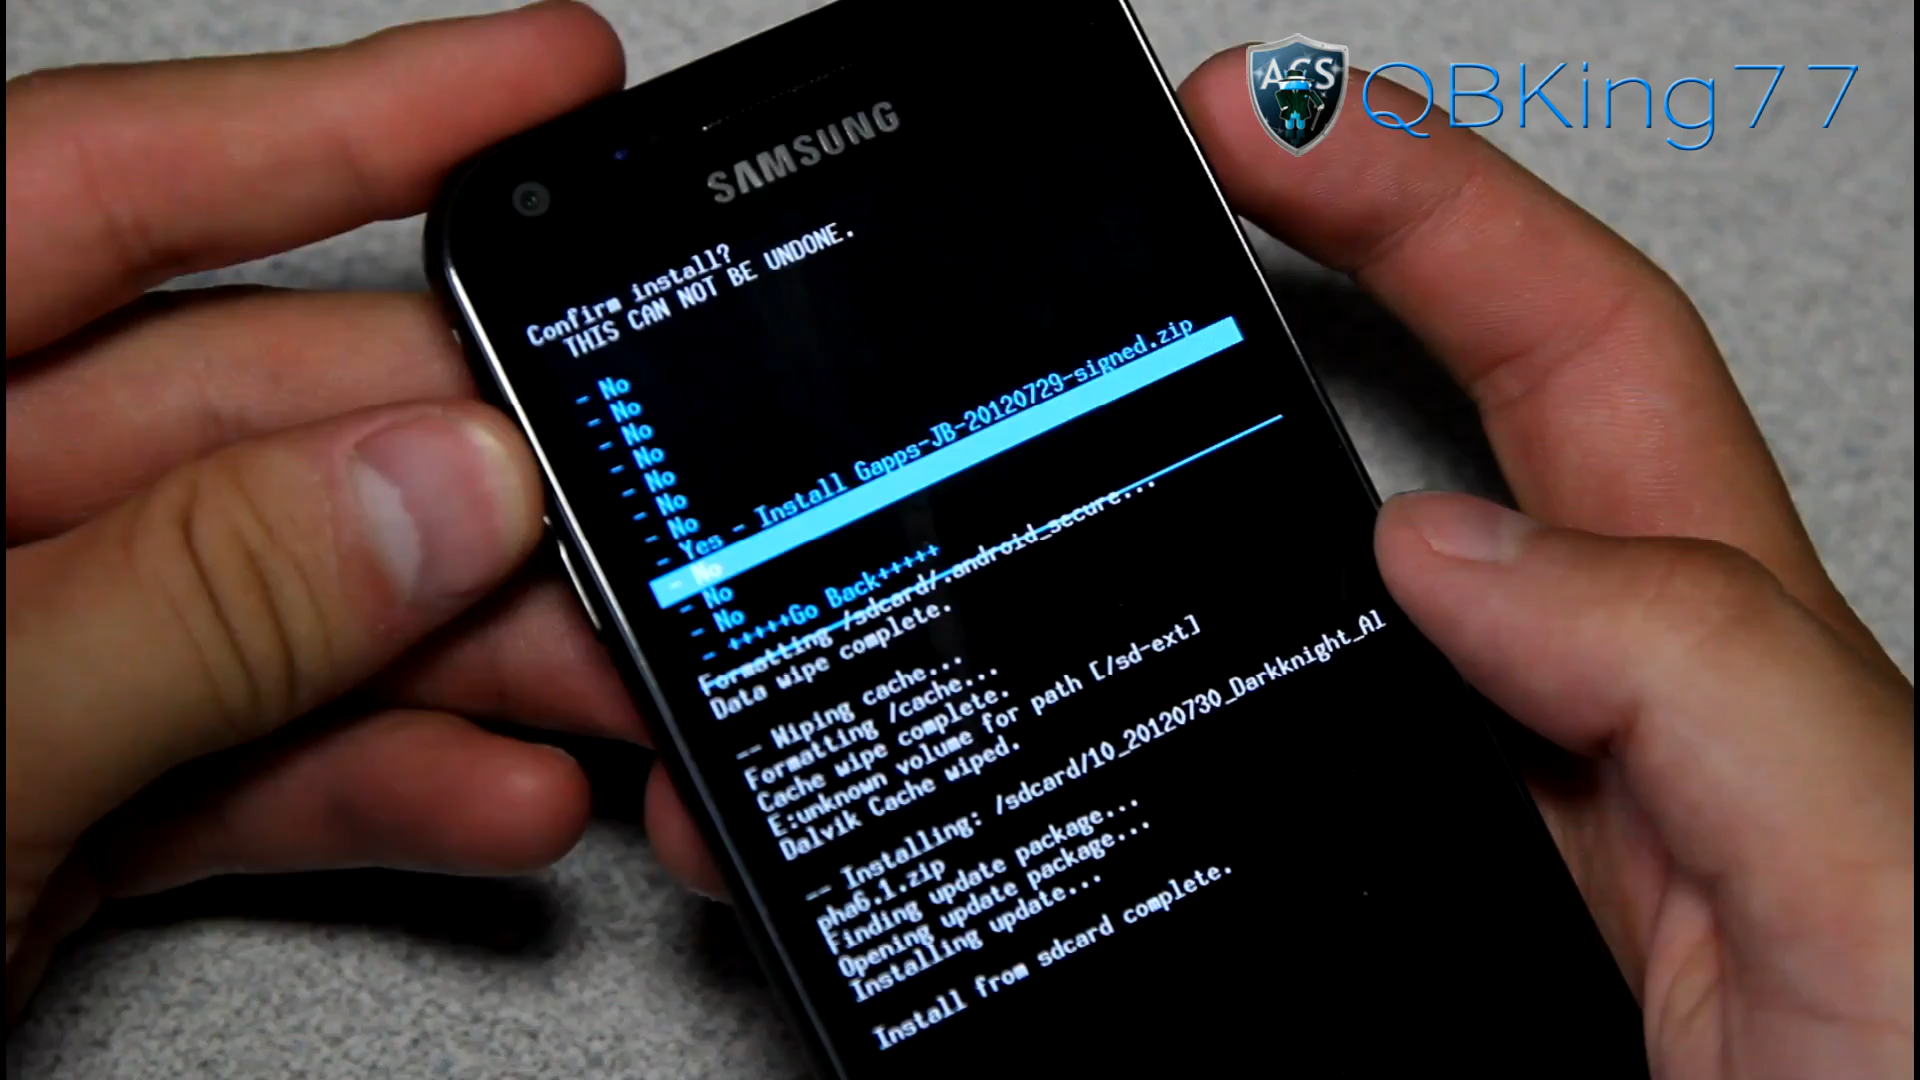 ACS
QBKing77
SAMSUNG
Confirm install?
THIS CAN NOT BE UNDONE.
- No
- No
- No
- No
- No
- No
- No
- Yes - Install Gapps-JB-20120729-signed.zip
- No
- No
- No
- +++++Go Back+++++
Formatting /sdcard/.android_secure...
Data wipe complete.
-- Wiping cache...
Formatting /cache...
Cache wipe complete.
E:unknown volume for path [/sd-ext]
Dalvik Cache wiped.
-- Installing: /sdcard/10_20120730_Darkknight_Al
pha6.1.zip
Finding update package...
Opening update package...
Installing update...
Install from sdcard complete.